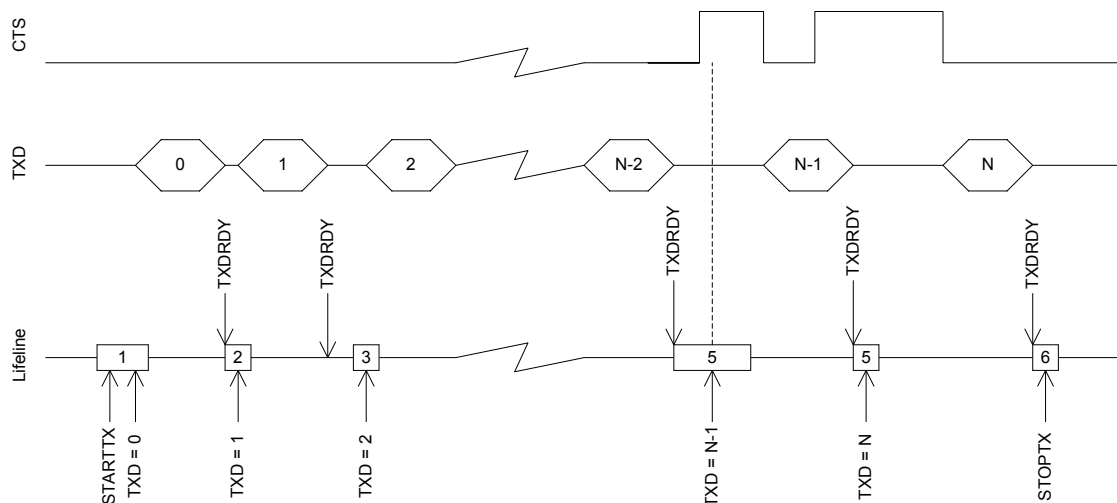 CTS
TXD
0
1
2
N-2
N-1
N
TXDRDY
TXDRDY
TXDRDY
TXDRDY
TXDRDY
Lifeline
1
2
3
5
5
6
STARTTX
TXD = 0
TXD = 1
TXD = 2
TXD = N-1
TXD = N
STOPTX